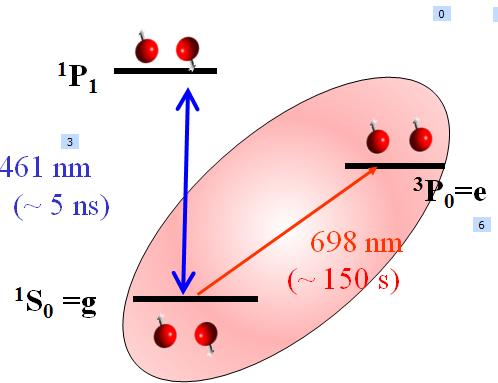 0
¹P₁
3
461 nm
(~ 5 ns)
³P₀=e
6
698 nm
(~ 150 s)
¹S₀ =g